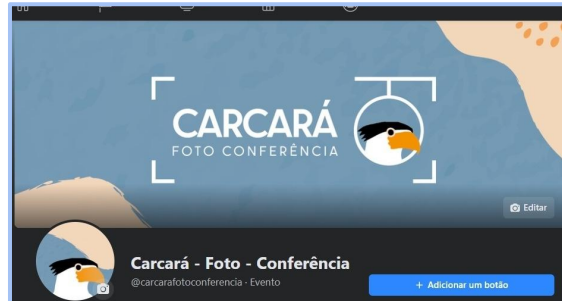 CARCARÁ
FOTO CONFERÊNCIA
Editar
Carcará - Foto - Conferência
@carcarafotoconferencia · Evento
+ Adicionar um botão